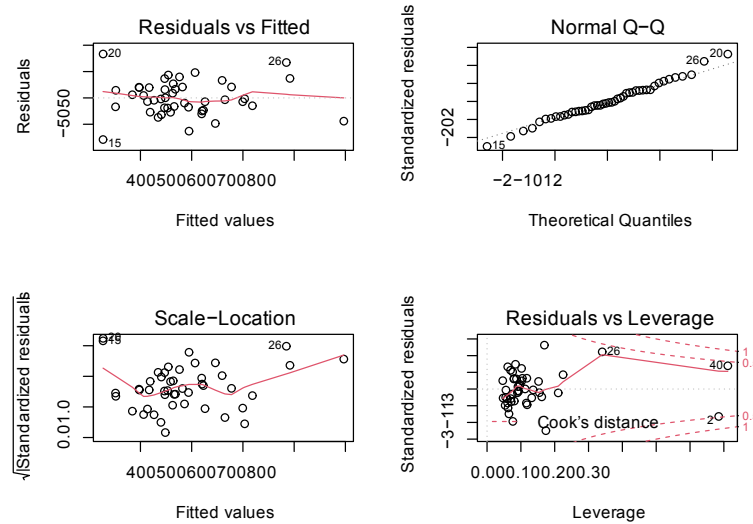 Residuals vs Fitted
Residuals
−5050
20
26
15
400500600700800
Fitted values
Normal Q−Q
Standardized residuals
−202
26
20
15
−2−1012
Theoretical Quantiles
Scale−Location
√|Standardized residuals
0.01.0
26
400500600700800
Fitted values
Residuals vs Leverage
Standardized residuals
−3−113
26
40
2
1
0.
0.
1
Cook's distance
0.000.100.200.30
Leverage